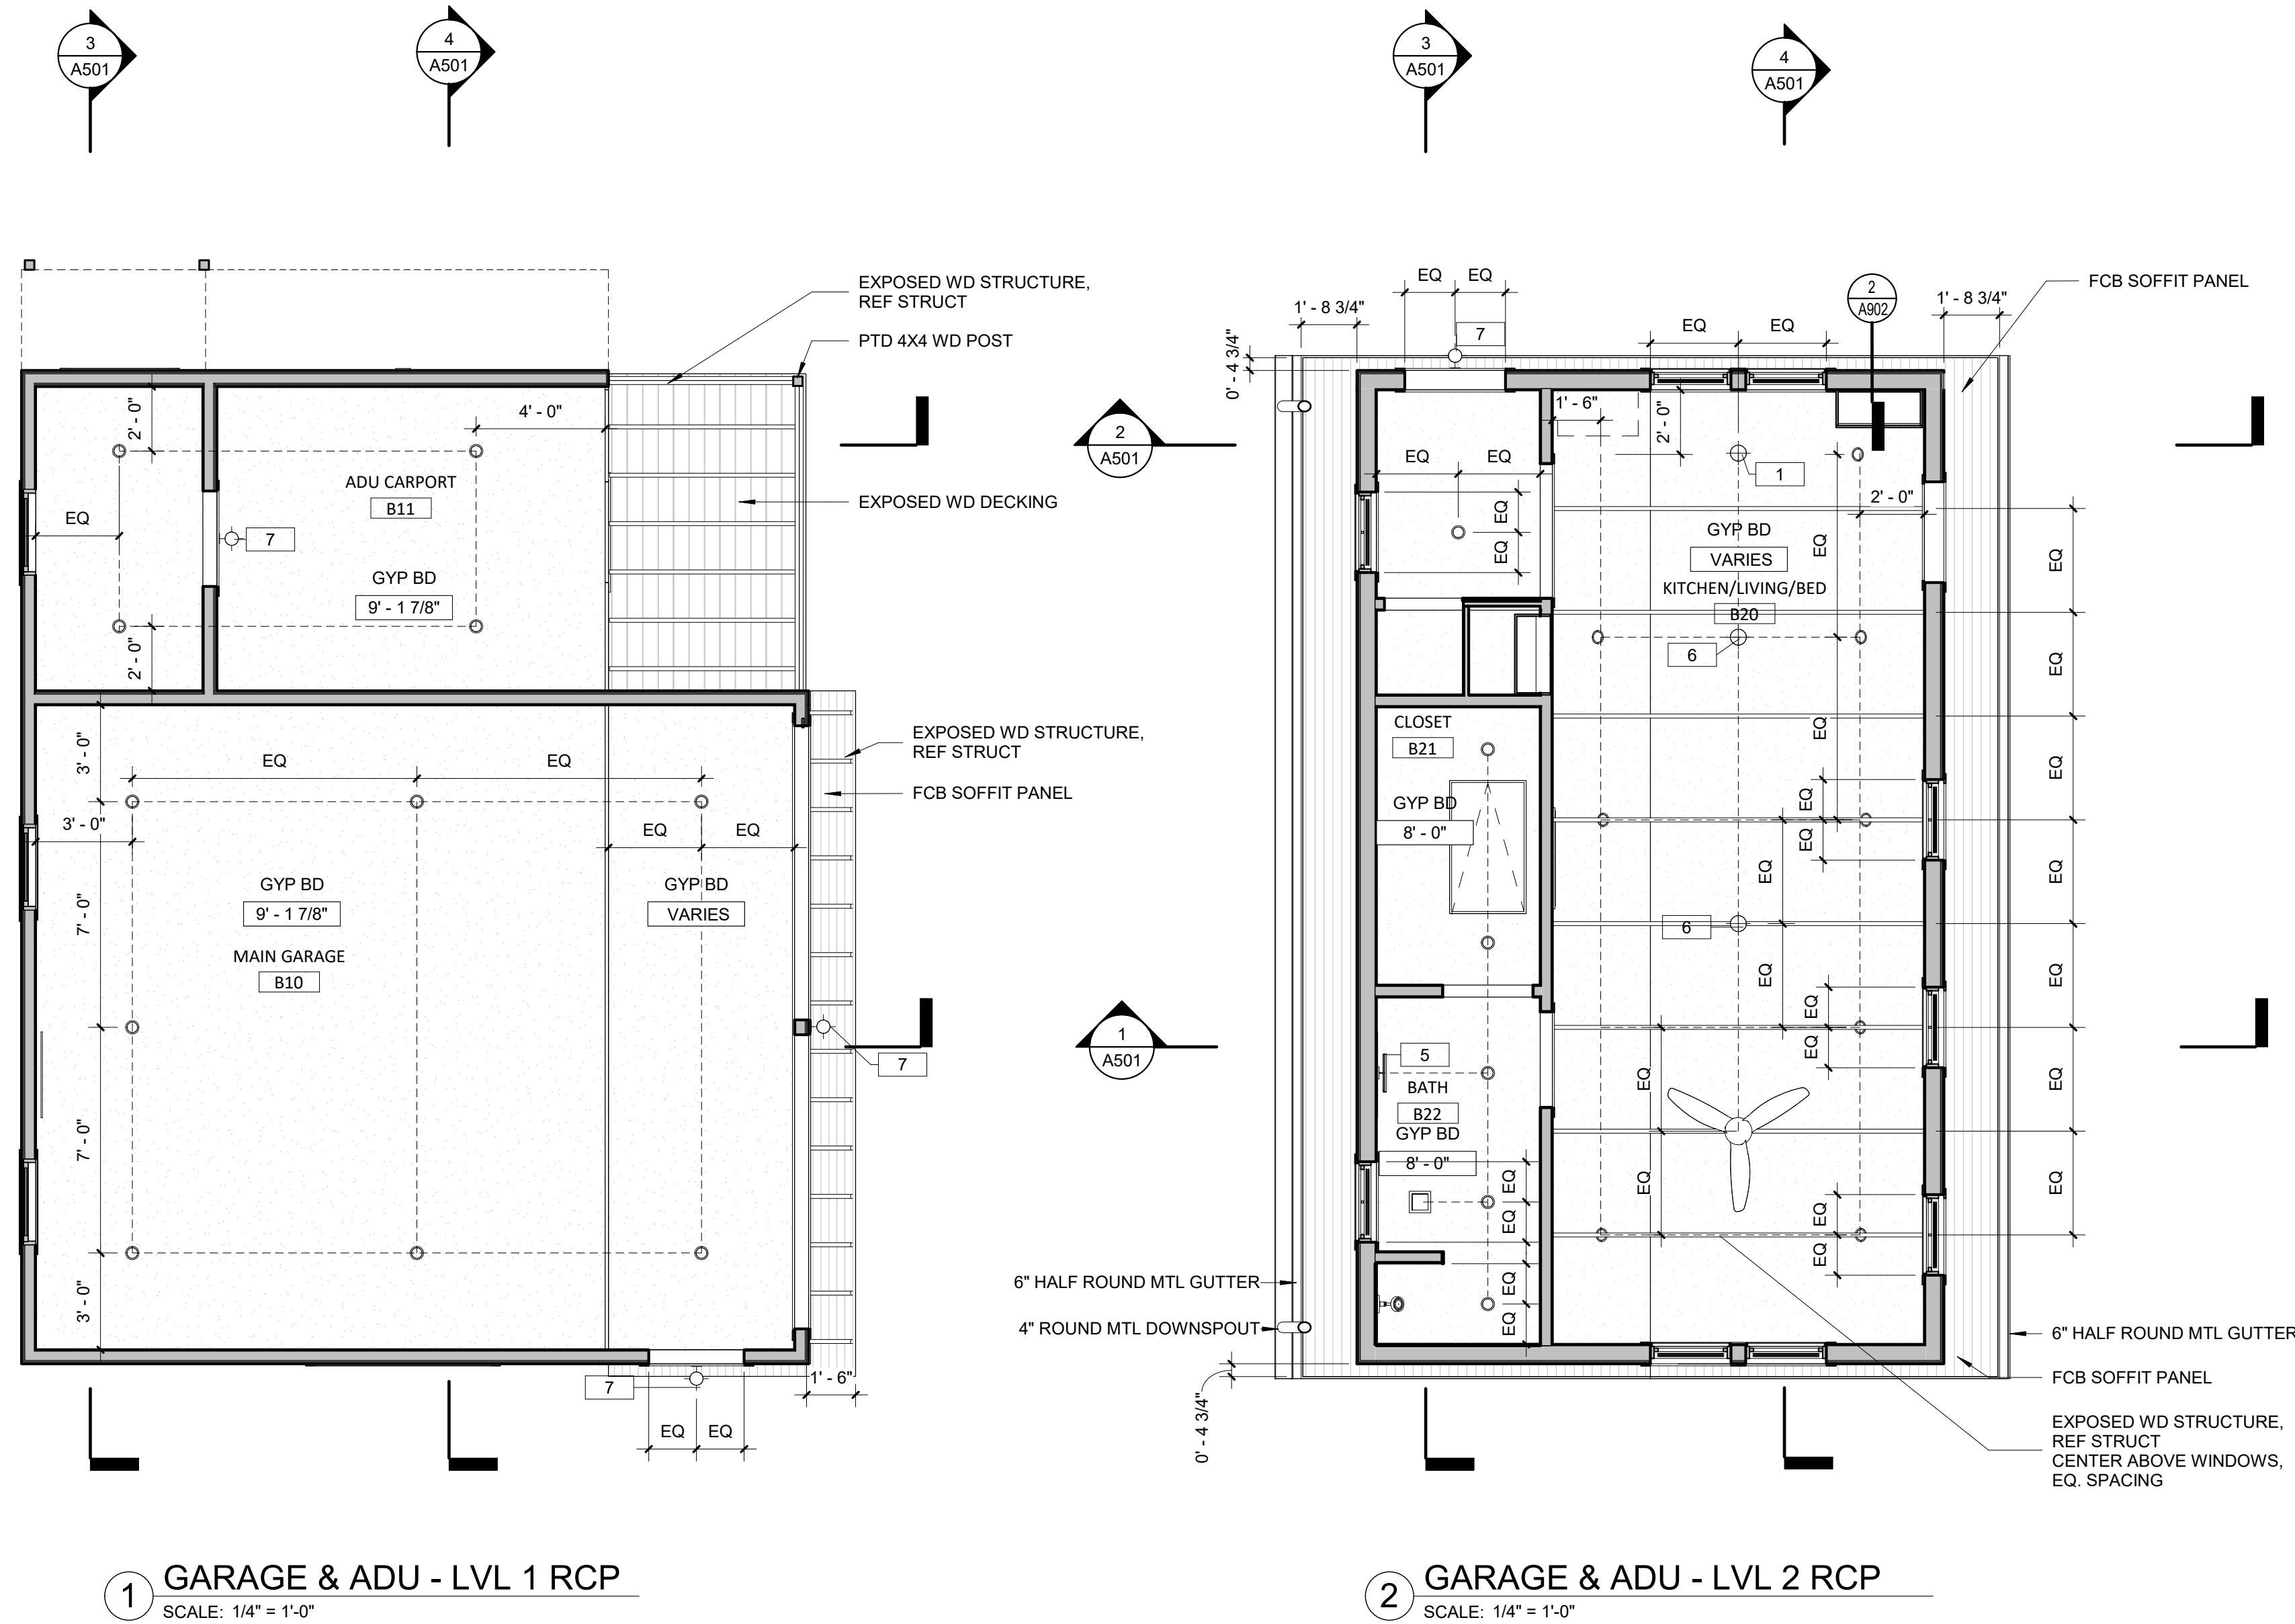 3
A501
4
A501
3
A501
4
A501
EXPOSED WD STRUCTURE,
REF STRUCT
PTD 4X4 WD POST
2' - 0"
4' - 0"
ADU CARPORT
B11
EXPOSED WD DECKING
EQ
7
GYP BD
9' - 1 7/8"
2' - 0"
3' - 0"
EQ
EQ
EXPOSED WD STRUCTURE,
REF STRUCT
FCB SOFFIT PANEL
3' - 0"
EQ
EQ
7' - 0"
GYP BD
9' - 1 7/8"
GYP BD
VARIES
MAIN GARAGE
B10
7
7' - 0"
3' - 0"
7
1' - 6"
EQ
EQ
2
A501
1
A501
EQ
EQ
1' - 8 3/4"
7
0' - 4 3/4"
EQ
EQ
2
A902
1' - 8 3/4"
FCB SOFFIT PANEL
1' - 6"
2' - 0"
EQ
EQ
1
2' - 0"
EQ
EQ
GYP BD
VARIES
KITCHEN/LIVING/BED
B20
EQ
EQ
6
EQ
CLOSET
B21
EQ
EQ
GYP BD
8' - 0"
EQ
EQ
EQ
EQ
6
EQ
EQ
EQ
EQ
5
BATH
B22
GYP BD
8' - 0"
EQ
EQ
EQ
EQ
EQ
EQ
EQ
EQ
EQ
EQ
EQ
6" HALF ROUND MTL GUTTER
4" ROUND MTL DOWNSPOUT
0' - 4 3/4"
6" HALF ROUND MTL GUTTER
FCB SOFFIT PANEL
EXPOSED WD STRUCTURE,
REF STRUCT
CENTER ABOVE WINDOWS,
EQ. SPACING
1
GARAGE & ADU - LVL 1 RCP
SCALE: 1/4" = 1'-0"
2
GARAGE & ADU - LVL 2 RCP
SCALE: 1/4" = 1'-0"